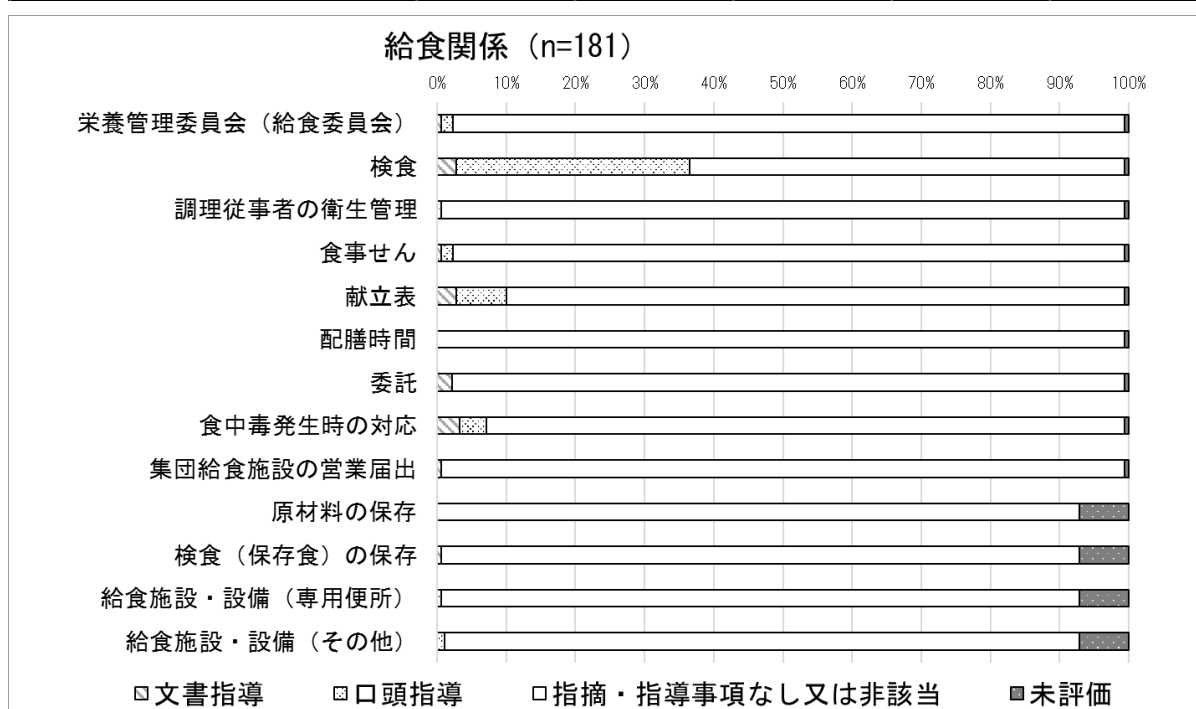 給食関係（n=181）
0% 10% 20% 30% 40% 50% 60% 70% 80% 90% 100%
栄養管理委員会（給食委員会）
検食
調理従事者の衛生管理
食事せん
献立表
配膳時間
委託
食中毒発生時の対応
集団給食施設の営業届出
原材料の保存
検食（保存食）の保存
給食施設・設備（専用便所）
給食施設・設備（その他）
文書指導 口頭指導 指摘・指導事項なし又は非該当 未評価